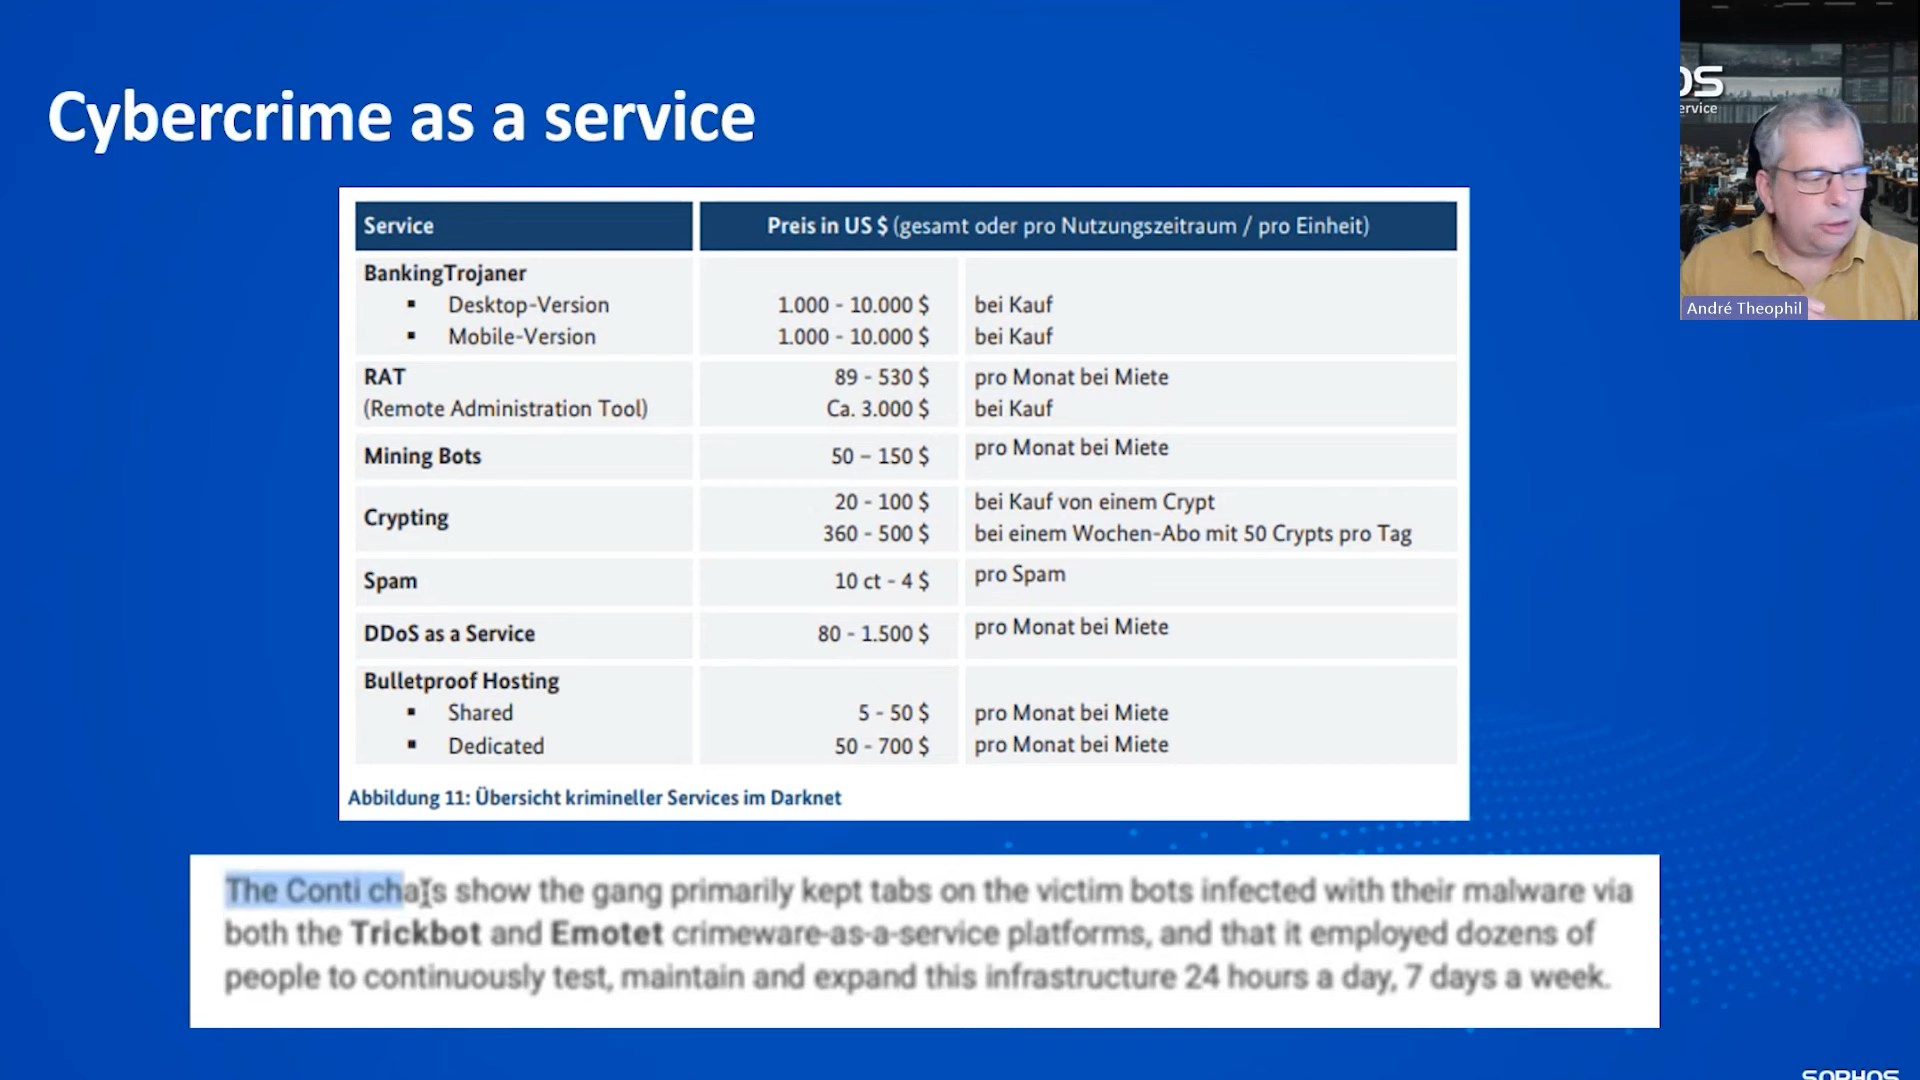 Cybercrime as a service
OS
ervice
André Theophil
Service Preis in US $ (gesamt oder pro Nutzungszeitraum / pro Einheit)
BankingTrojaner
▪ Desktop-Version 1.000 - 10.000 $ bei Kauf
▪ Mobile-Version 1.000 - 10.000 $ bei Kauf
RAT 89 - 530 $ pro Monat bei Miete
(Remote Administration Tool) Ca. 3.000 $ bei Kauf
Mining Bots 50 – 150 $ pro Monat bei Miete
Crypting 20 - 100 $ bei Kauf von einem Crypt
360 - 500 $ bei einem Wochen-Abo mit 50 Crypts pro Tag
Spam 10 ct - 4 $ pro Spam
DDoS as a Service 80 - 1.500 $ pro Monat bei Miete
Bulletproof Hosting
▪ Shared 5 - 50 $ pro Monat bei Miete
▪ Dedicated 50 - 700 $ pro Monat bei Miete
Abbildung 11: Übersicht krimineller Services im Darknet
The Conti chats show the gang primarily kept tabs on the victim bots infected with their malware via
both the Trickbot and Emotet crimeware-as-a-service platforms, and that it employed dozens of
people to continuously test, maintain and expand this infrastructure 24 hours a day, 7 days a week.
SOPHOS